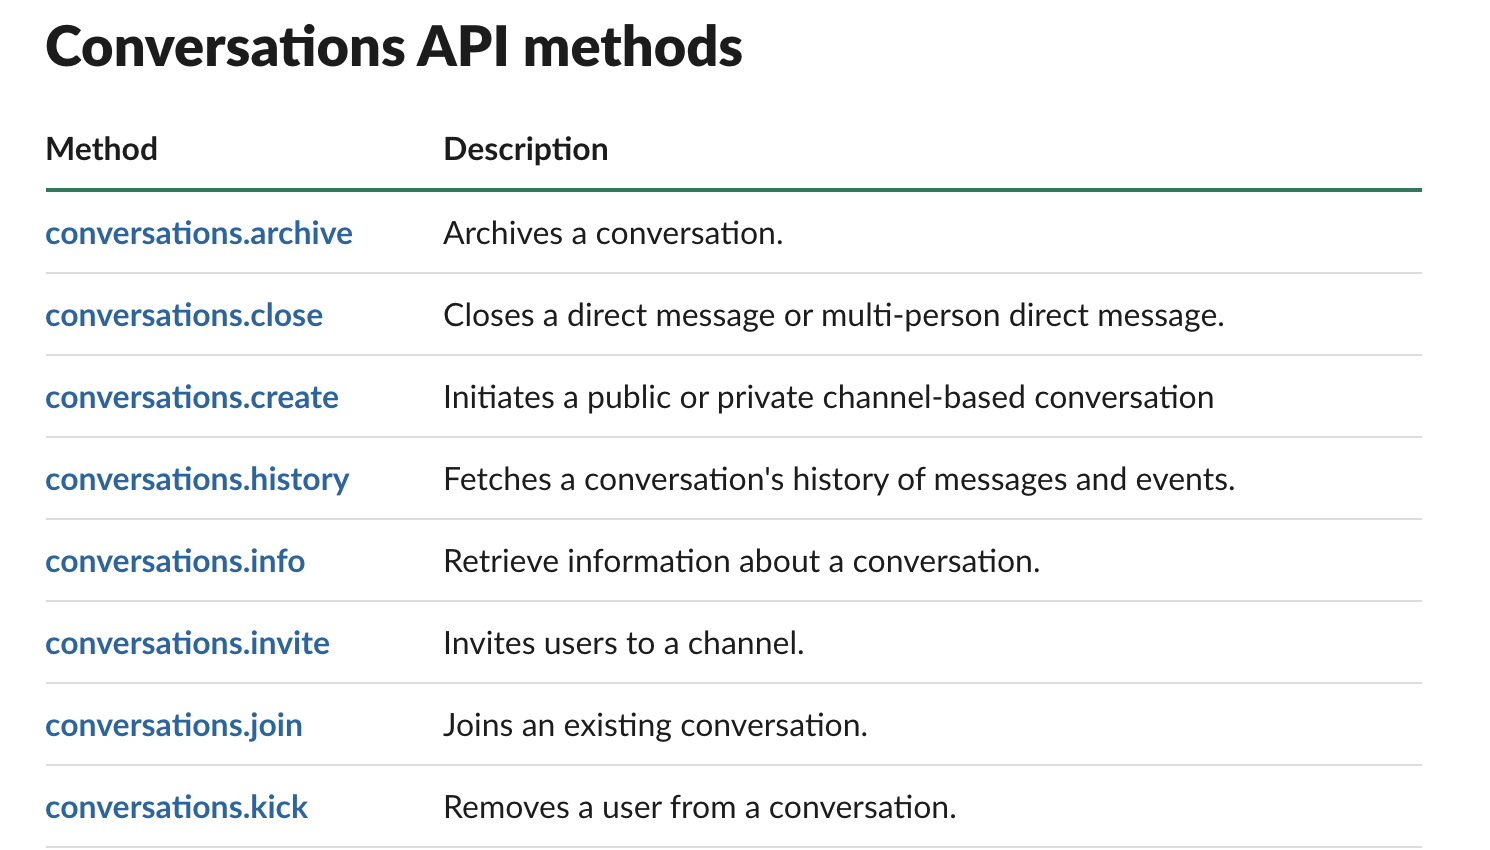 Conversations API methods
Method Description
conversations.archive Archives a conversation.
conversations.close Closes a direct message or multi-person direct message.
conversations.create Initiates a public or private channel-based conversation
conversations.history Fetches a conversation's history of messages and events.
conversations.info Retrieve information about a conversation.
conversations.invite Invites users to a channel.
conversations.join Joins an existing conversation.
conversations.kick Removes a user from a conversation.